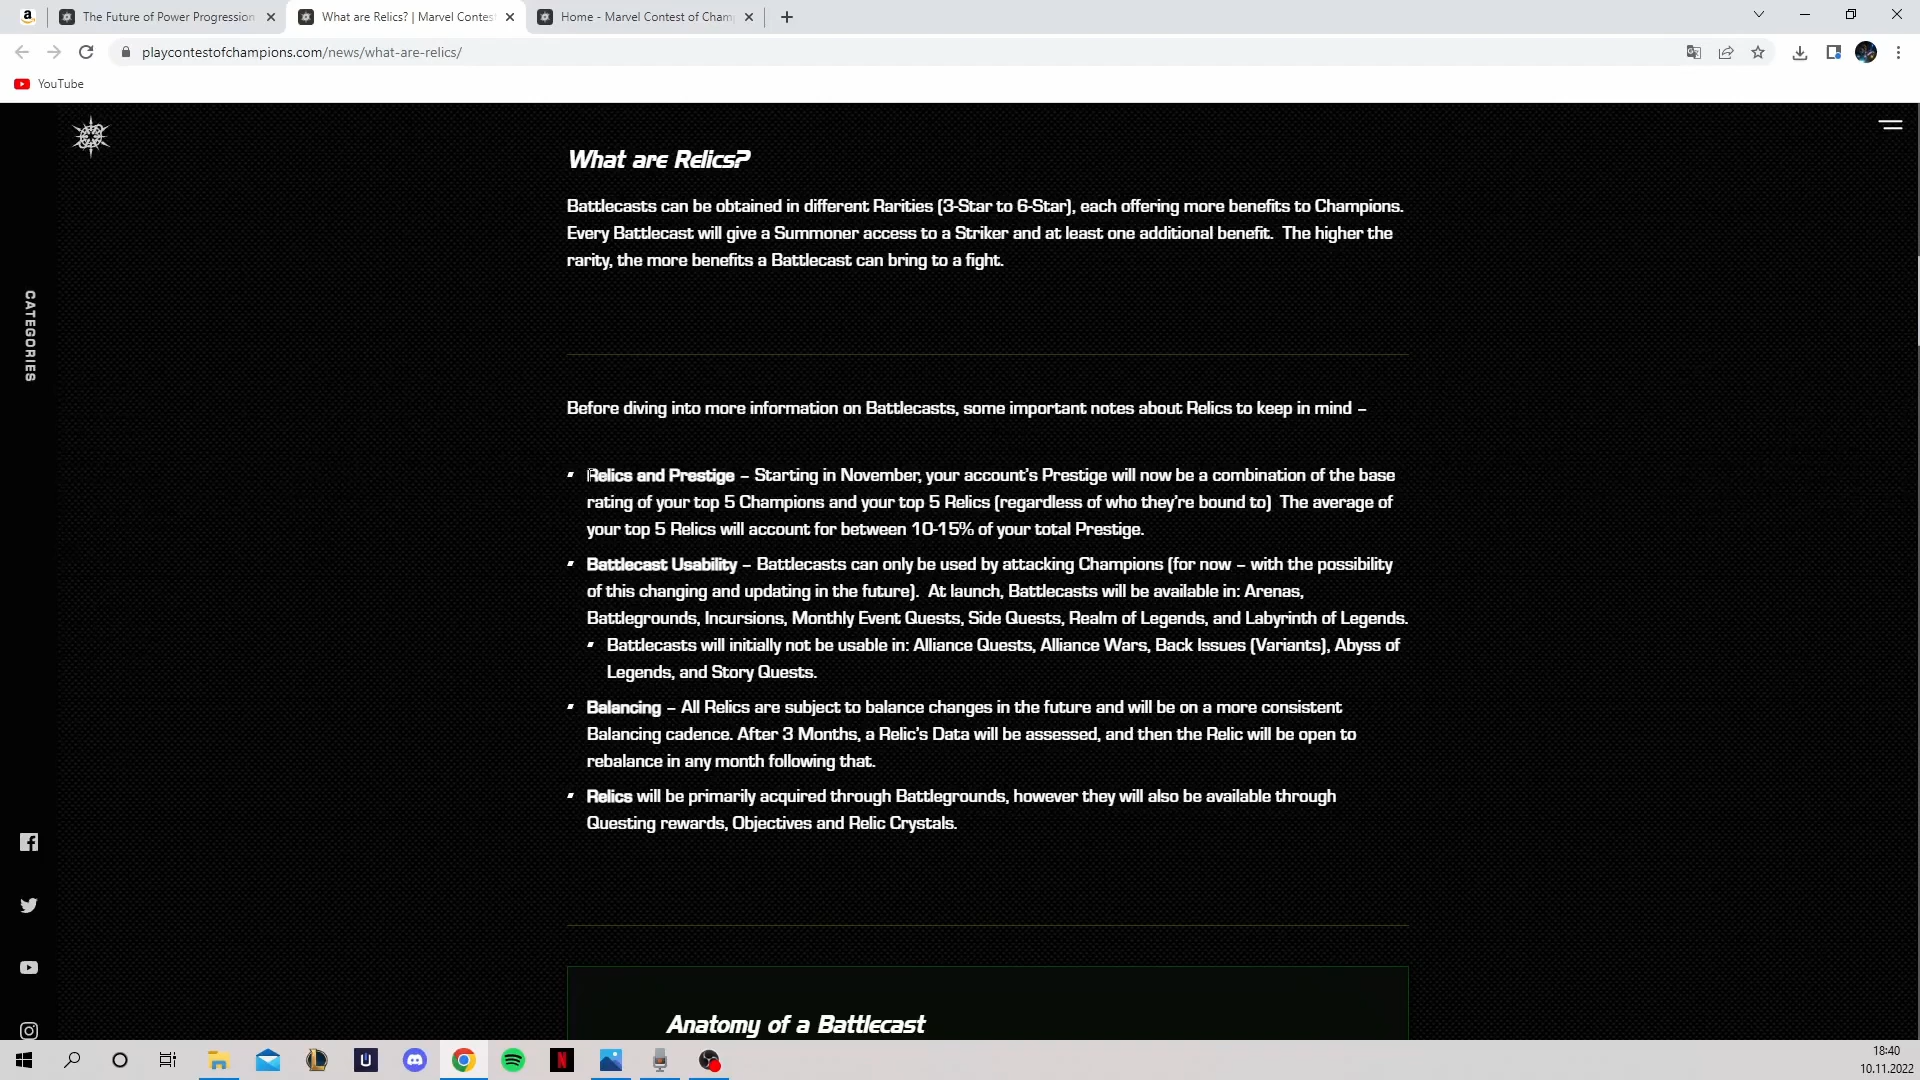 The Future of Power Progression
What are Relics? | Marvel Contest
Home - Marvel Contest of Cham
playcontestofchampions.com/news/what-are-relics/
YouTube
CATEGORIES
What are Relics?
Battlecasts can be obtained in different Rarities (3-Star to 6-Star), each offering more benefits to Champions.
Every Battlecast will give a Summoner access to a Striker and at least one additional benefit.  The higher the
rarity, the more benefits a Battlecast can bring to a fight.
Before diving into more information on Battlecasts, some important notes about Relics to keep in mind –
Relics and Prestige – Starting in November, your account's Prestige will now be a combination of the base
rating of your top 5 Champions and your top 5 Relics (regardless of who they're bound to)  The average of
your top 5 Relics will account for between 10-15% of your total Prestige.
Battlecast Usability – Battlecasts can only be used by attacking Champions (for now – with the possibility
of this changing and updating in the future).  At launch, Battlecasts will be available in: Arenas,
Battlegrounds, Incursions, Monthly Event Quests, Side Quests, Realm of Legends, and Labyrinth of Legends.
Battlecasts will initially not be usable in: Alliance Quests, Alliance Wars, Back Issues (Variants), Abyss of
Legends, and Story Quests.
Balancing – All Relics are subject to balance changes in the future and will be on a more consistent
Balancing cadence. After 3 Months, a Relic's Data will be assessed, and then the Relic will be open to
rebalance in any month following that.
Relics will be primarily acquired through Battlegrounds, however they will also be available through
Questing rewards, Objectives and Relic Crystals.
Anatomy of a Battlecast
18:40
10.11.2022